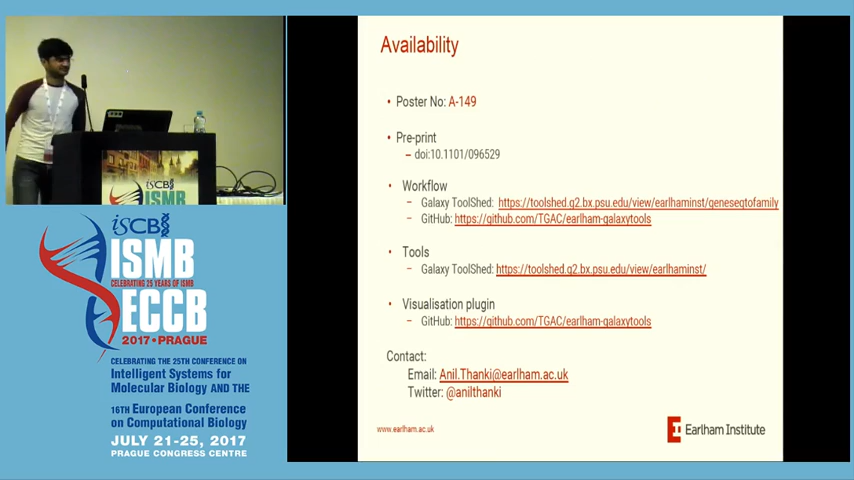 Availability
• Poster No: A-149
• Pre-print
– doi:10.1101/096529
• Workflow
– Galaxy ToolShed: https://toolshed.g2.bx.psu.edu/view/earlhaminst/geneseqtofamily
– GitHub: https://github.com/TGAC/earlham-galaxytools
• Tools
– Galaxy ToolShed: https://toolshed.g2.bx.psu.edu/view/earlhaminst/
• Visualisation plugin
– GitHub: https://github.com/TGAC/earlham-galaxytools
Contact:
Email: Anil.Thanki@earlham.ac.uk
Twitter: @anilthanki
www.earlham.ac.uk
Earlham Institute
iSCB
ISMB
iSCB
ISMB
CELEBRATING 25 YEARS OF ISMB
ECCB
2017 • PRAGUE
CELEBRATING THE 25TH CONFERENCE ON
Intelligent Systems for
Molecular Biology AND THE
16TH European Conference
on Computational Biology
JULY 21-25, 2017
PRAGUE CONGRESS CENTRE